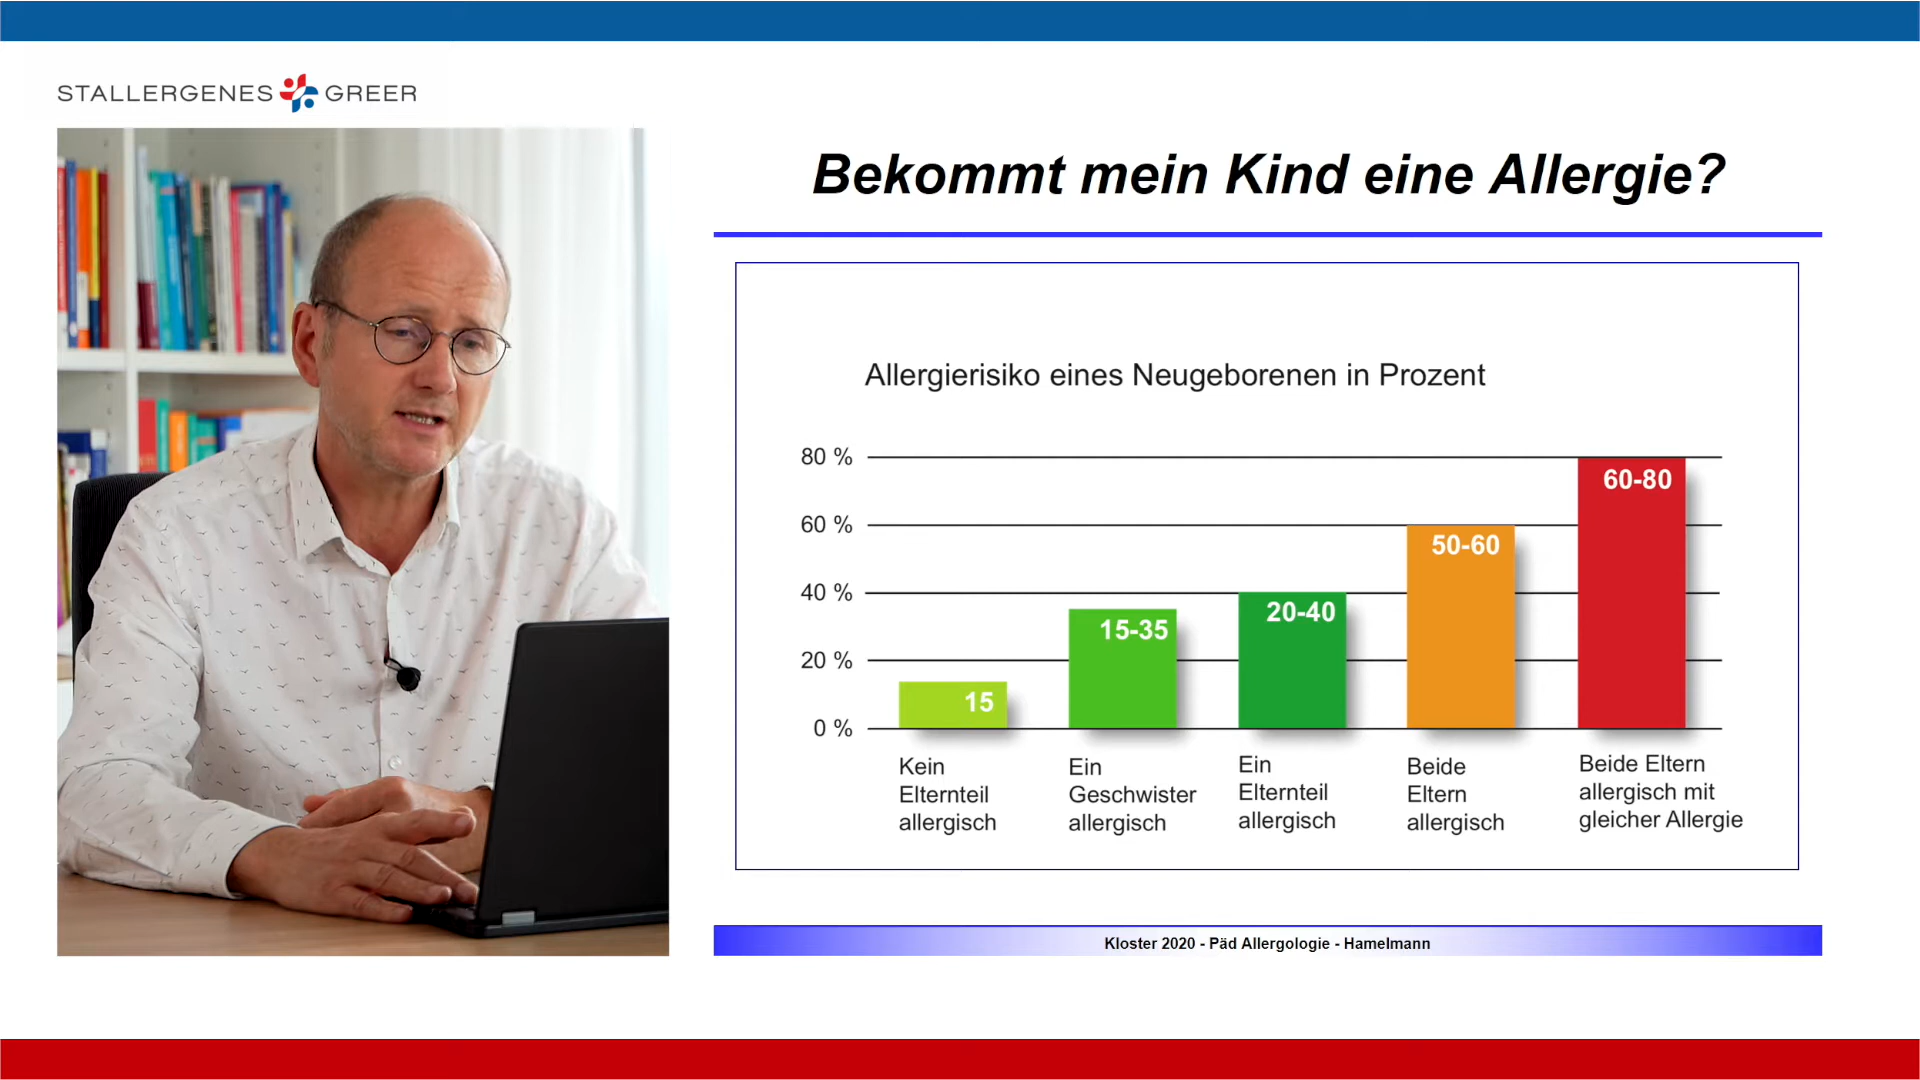 STALLERGENES GREER
Bekommt mein Kind eine Allergie?
Allergierisiko eines Neugeborenen in Prozent
80 %
60 %
40 %
20 %
0 %
15
15-35
20-40
50-60
60-80
Kein
Elternteil
allergisch
Ein
Geschwister
allergisch
Ein
Elternteil
allergisch
Beide
Eltern
allergisch
Beide Eltern
allergisch mit
gleicher Allergie
Kloster 2020 - Päd Allergologie - Hamelmann